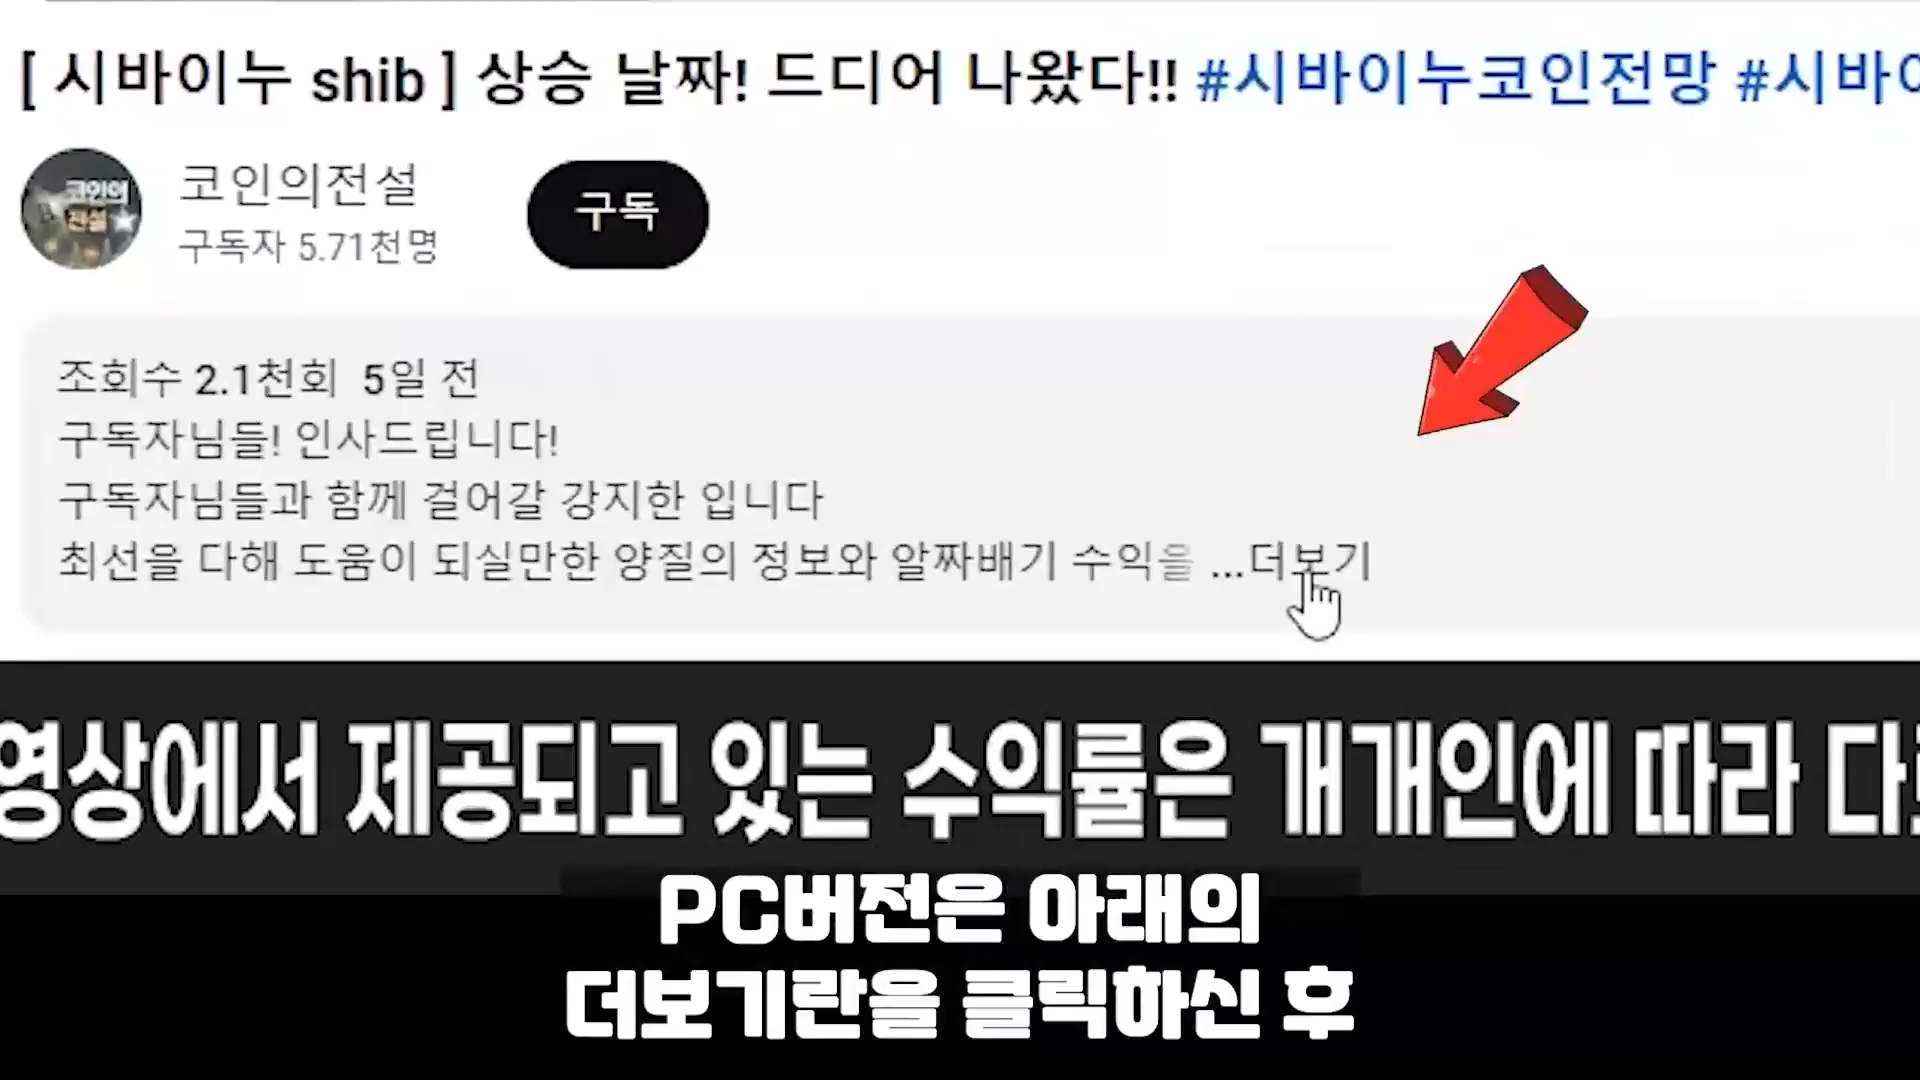 [ 시바이누 shib ] 상승 날짜! 드디어 나왔다!! #시바이누코인전망 #시바이
코인의전설
구독자 5.71천명
구독
코인의
전설
조회수 2.1천회 5일 전
구독자님들! 인사드립니다!
구독자님들과 함께 걸어갈 강지한 입니다
최선을 다해 도움이 되실만한 양질의 정보와 알짜배기 수익을 ...더보기
영상에서 제공되고 있는 수익률은 개개인에 따라
PC버전은 아래의
더보기란을 클릭하신 후